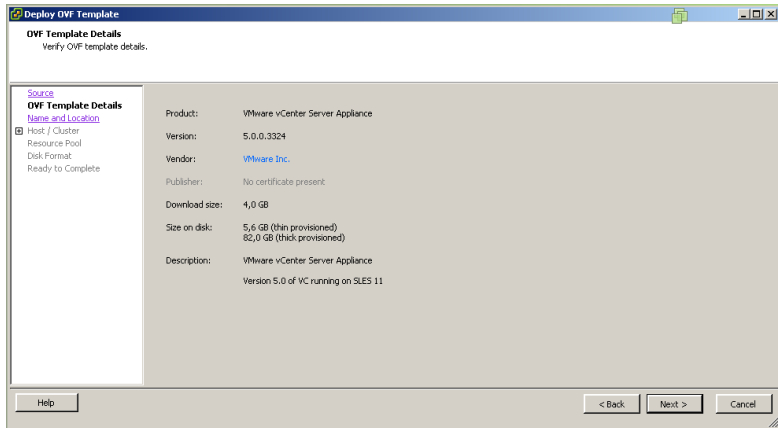 Deploy OVF Template
OVF Template Details
Verify OVF template details.
Source
OVF Template Details
Name and Location
Host / Cluster
Resource Pool
Disk Format
Ready to Complete
Product: VMware vCenter Server Appliance
Version: 5.0.0.3324
Vendor: VMware Inc.
Publisher: No certificate present
Download size: 4,0 GB
Size on disk: 5,6 GB (thin provisioned)
82,0 GB (thick provisioned)
Description: VMware vCenter Server Appliance
Version 5.0 of VC running on SLES 11
Help < Back Next > Cancel